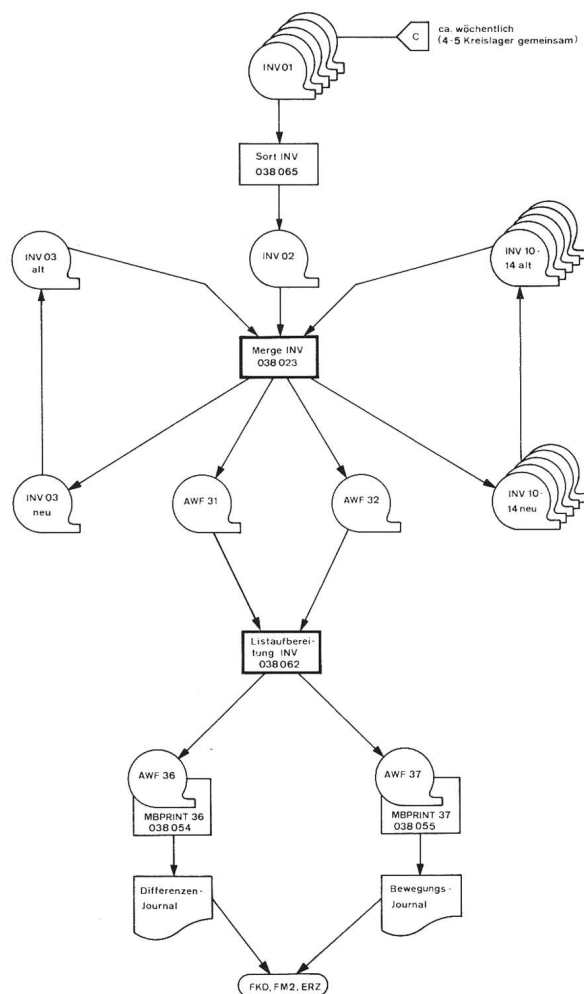 C
ca. wöchentlich
(4-5 Kreislager gemeinsam)
INV 01
Sort INV
038 065
INV 03
alt
INV 02
INV 10-
14 alt
Merge INV
038 023
INV 03
neu
AWF 31
AWF 32
INV 10-
14 neu
Listaufberei-
tung INV
038 062
AWF 36
MBPRINT 36
038 054
AWF 37
MBPRINT 37
038 055
Differenzen-
Journal
Bewegungs-
Journal
FKD, FM2, ERZ